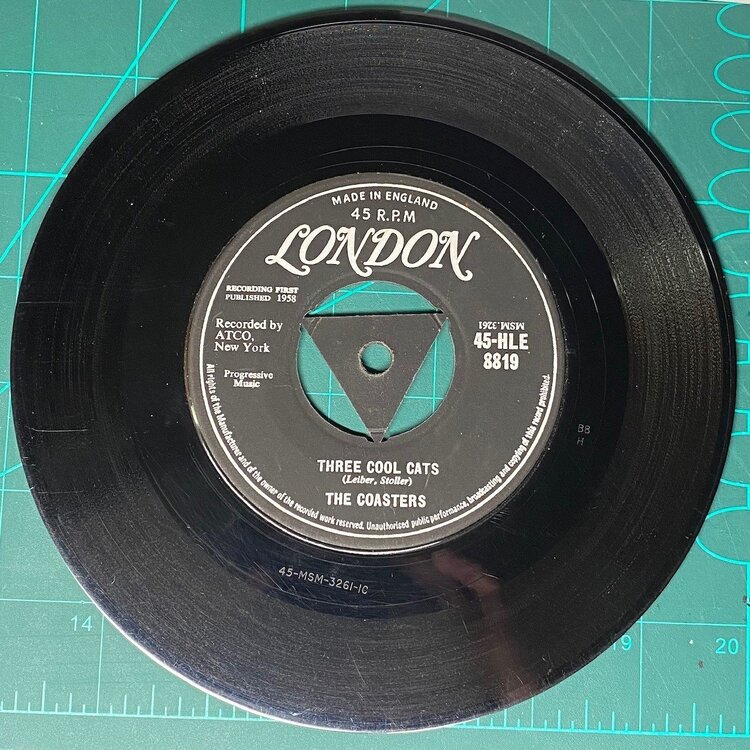 MADE IN ENGLAND
45 R.P.M
LONDON
RECORDING FIRST
PUBLISHED 1958
Recorded by
ATCO,
New York
Progressive
Music
MSM.3261
45-HLE
8819
THREE COOL CATS
(Leiber, Stoller)
THE COASTERS
All rights of the Manufacturer and of the owner of the recorded work reserved. Unauthorised public performance, broadcasting and copying of this record prohibited.
BB
H
45-MSM-3261-1C
14
19
20